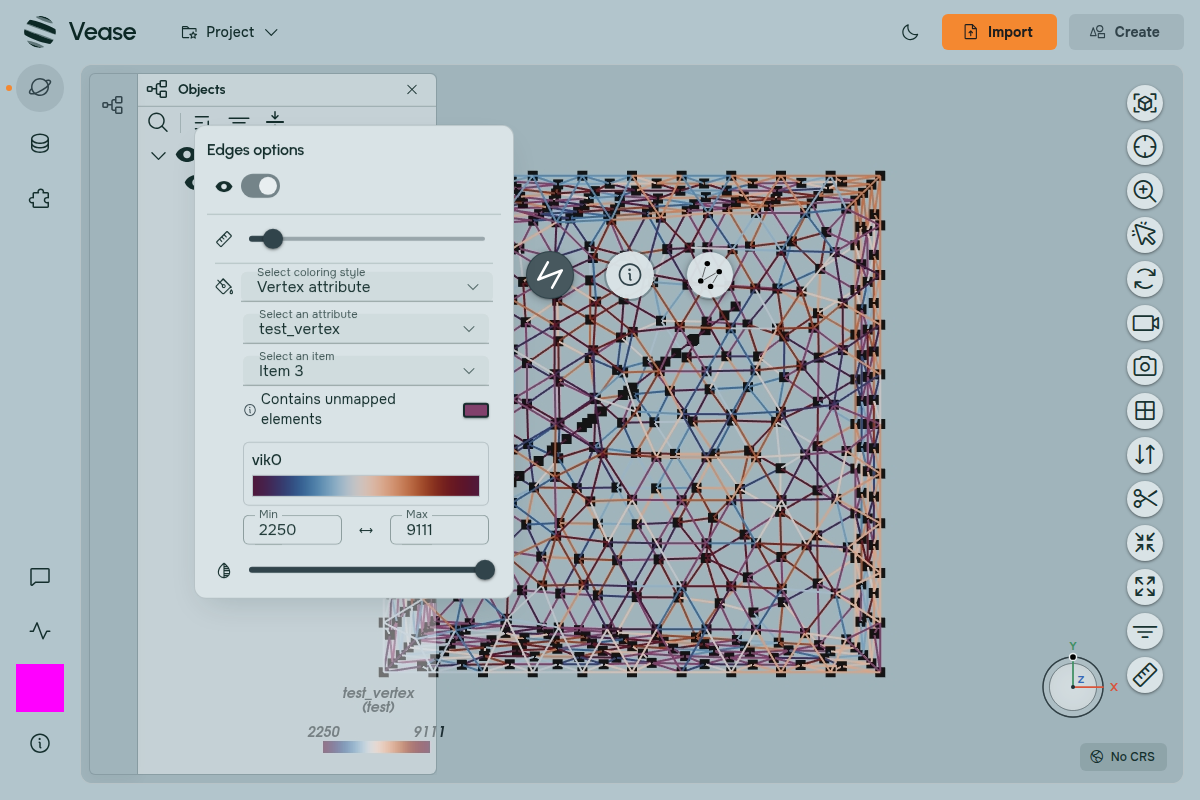 Vease
Project
Import
Create
Objects
Edges options
Select coloring style
Vertex attribute
Select an attribute
test_vertex
Select an item
Item 3
Contains unmapped
elements
vikO
Min
Max
2250
9111
test_vertex
(test)
2250
9111
Y
Z
X
No CRS